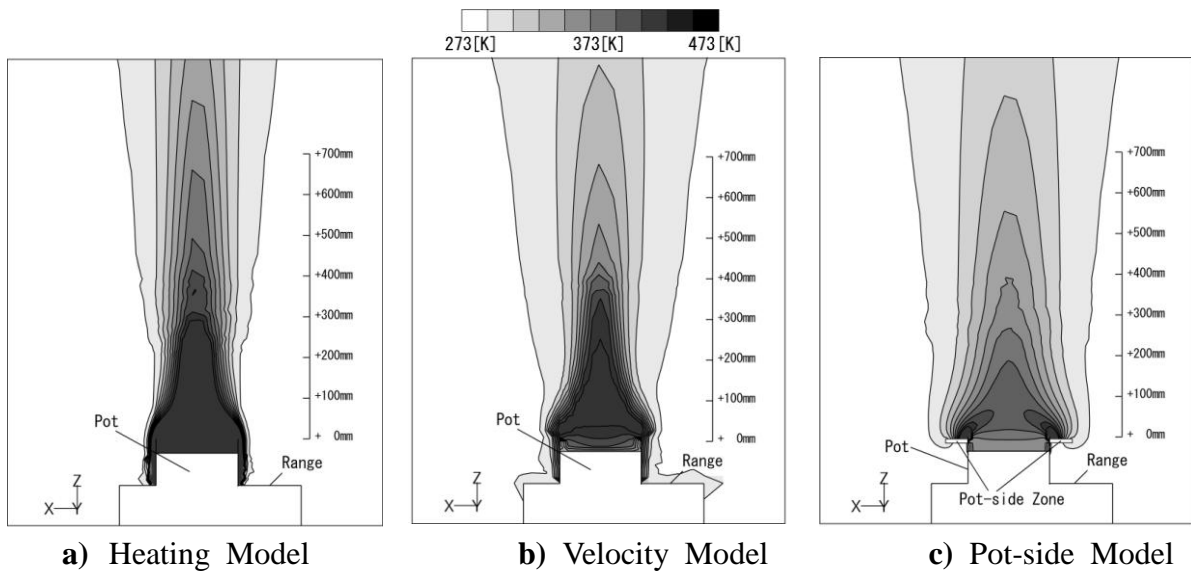 273[K] 373[K] 473[K]
+700mm
+600mm
+500mm
+400mm
+300mm
+200mm
+100mm
+ 0mm
Pot
Range
Z
X Y
a) Heating Model
+700mm
+600mm
+500mm
+400mm
+300mm
+200mm
+100mm
+ 0mm
Pot
Range
Z
X Y
b) Velocity Model
+700mm
+600mm
+500mm
+400mm
+300mm
+200mm
+100mm
+ 0mm
Pot
Range
Pot-side Zone
Z
X Y
c) Pot-side Model